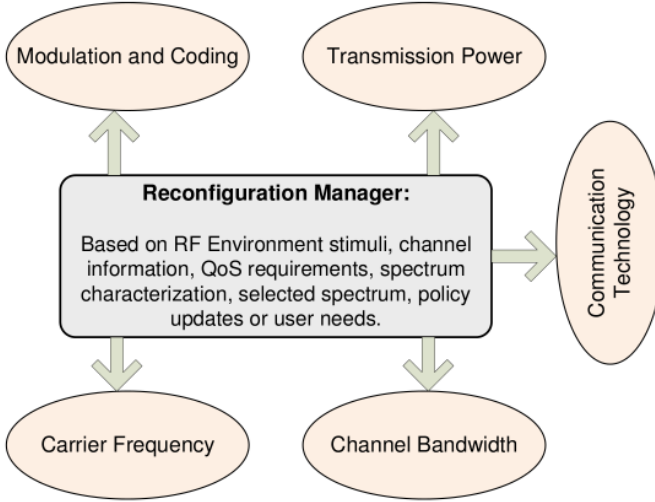 Modulation and Coding
Transmission Power
Reconfiguration Manager:
Based on RF Environment stimuli, channel
information, QoS requirements, spectrum
characterization, selected spectrum, policy
updates or user needs.
Communication
Technology
Carrier Frequency
Channel Bandwidth